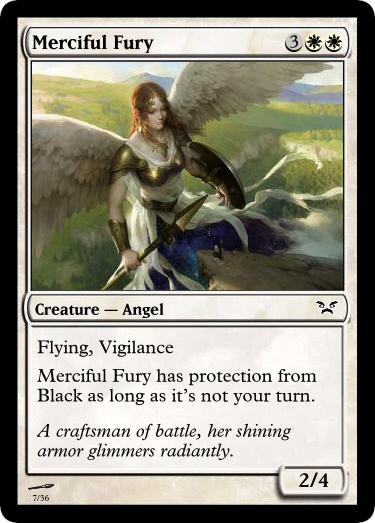 Merciful Fury 3
Creature — Angel
Flying, Vigilance
Merciful Fury has protection from
Black as long as it's not your turn.
A craftsman of battle, her shining
armor glimmers radiantly.
2/4
7/36